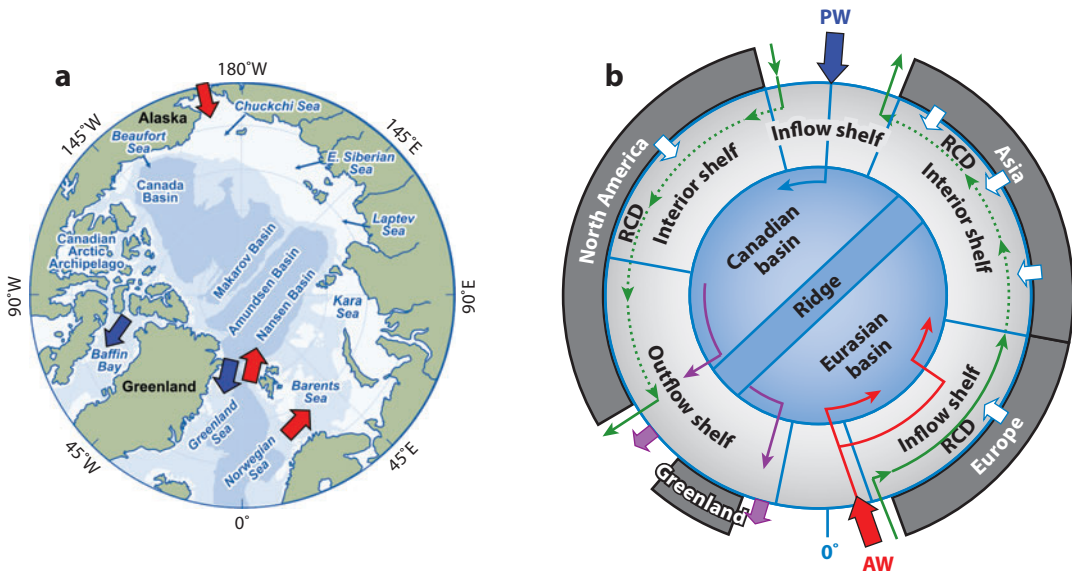 a
180°W
Alaska
Chuckchi Sea
145°W
145°E
Beaufort
Sea
E. Siberian
Sea
Canada
Basin
Laptev
Sea
Canadian
Arctic
Archipelago
Makarov Basin
Amundsen Basin
Nansen Basin
90°W
90°E
Kara
Sea
Baffin
Bay
Greenland
Barents
Sea
Greenland
Sea
Norwegian
Sea
45°W
45°E
0°
b
PW
Inflow shelf
North America
Interior shelf
RCD
RCD
Asia
Interior shelf
Canadian
basin
Ridge
Eurasian
basin
Outflow shelf
Inflow shelf
RCD
Europe
Greenland
0°
AW